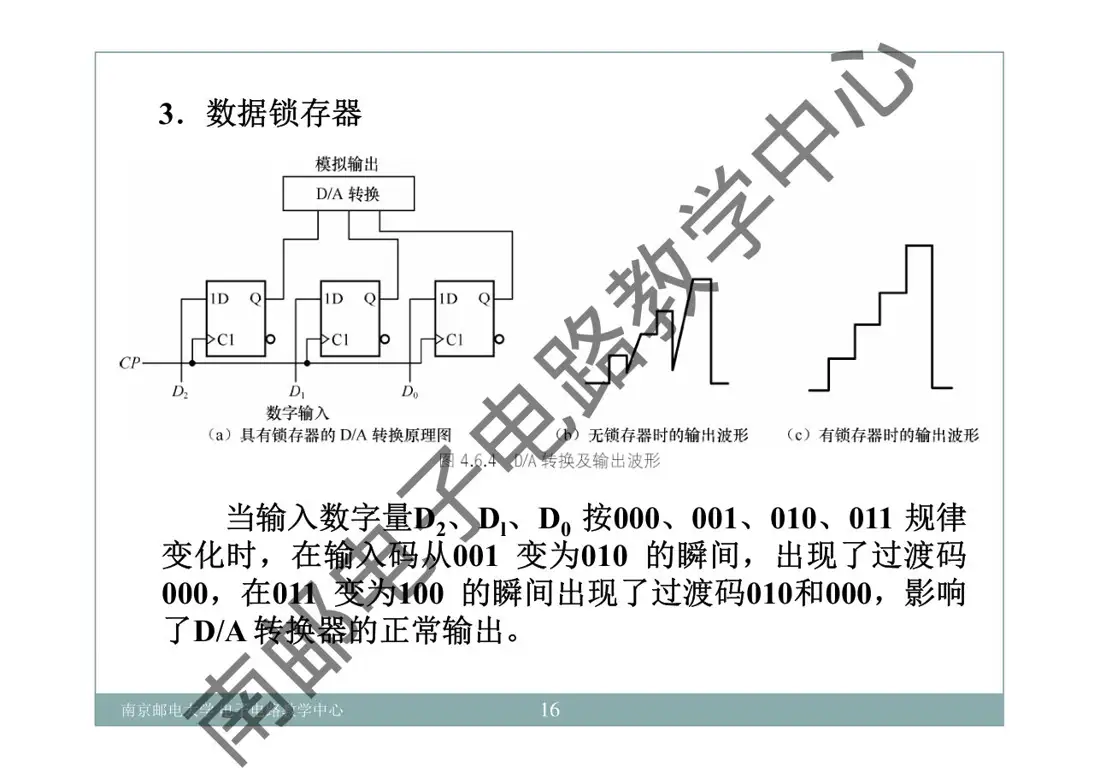 3．数据锁存器
模拟输出
D/A 转换
1D Q 1D Q 1D Q
C1 C1 C1
CP
D2 D1 D0
数字输入
（a）具有锁存器的 D/A 转换原理图 （b）无锁存器时的输出波形 （c）有锁存器时的输出波形
图 4.6.4 D/A 转换及输出波形
当输入数字量D2、Dl、D0 按000、001、010、011 规律
变化时，在输入码从001 变为010 的瞬间，出现了过渡码
000，在011 变为100 的瞬间出现了过渡码010和000，影响
了D/A 转换器的正常输出。
南京邮电大学 电子电路教学中心 16
南邮电子电路教学中心